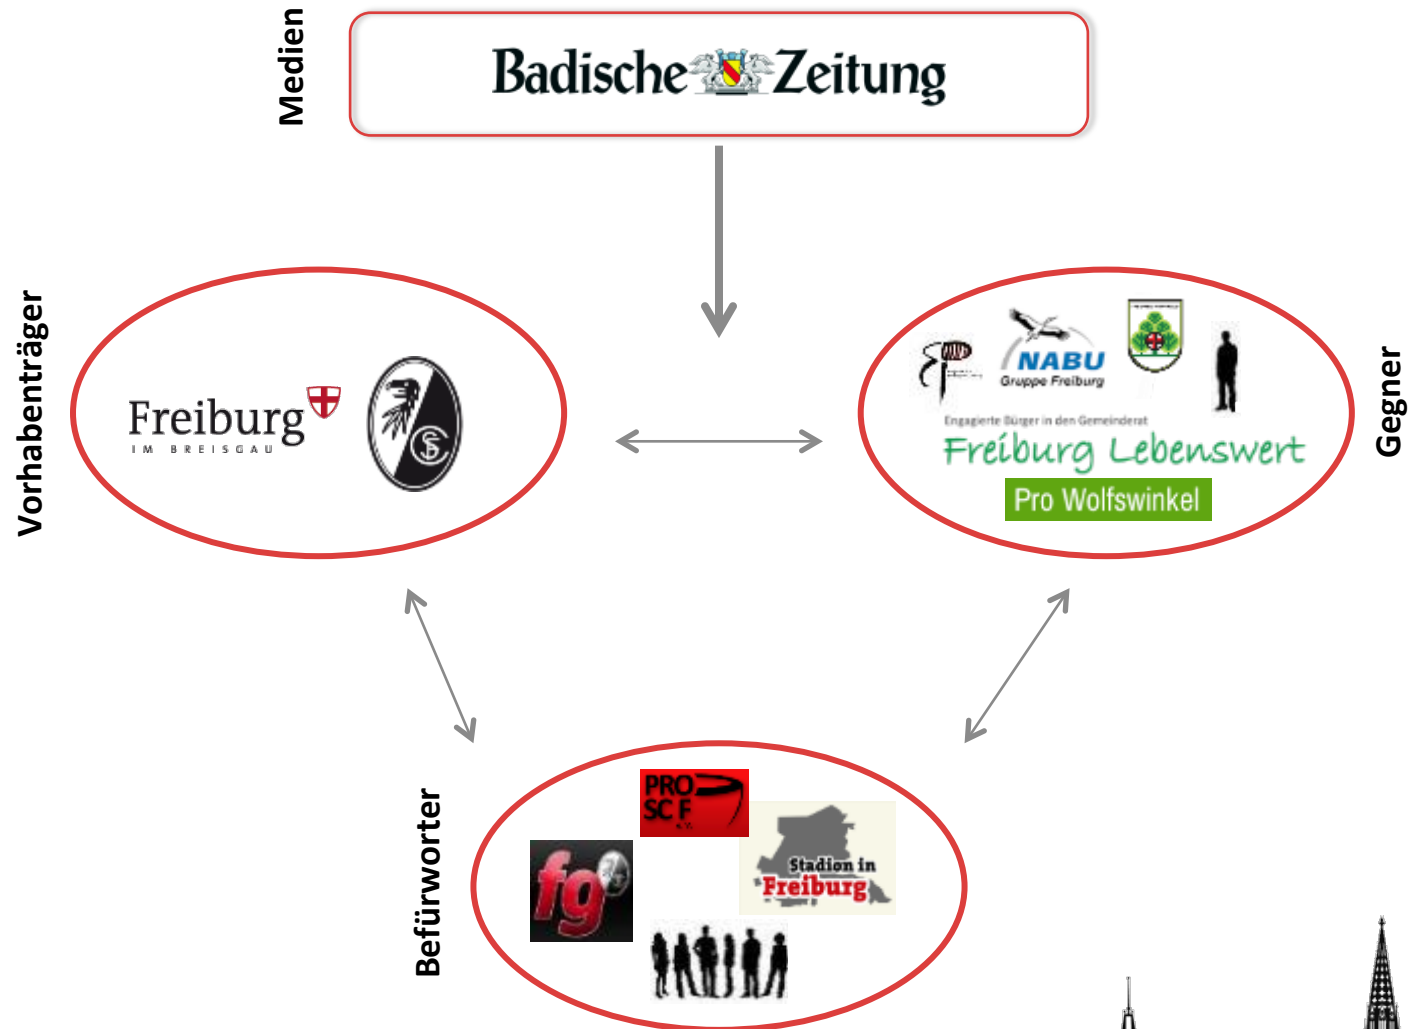 Medien
Badische Zeitung
Vorhabenträger
Freiburg
IM BREISGAU
SC
NABU
Gruppe Freiburg
Engagierte Bürger in den Gemeinderat
Freiburg Lebenswert
Pro Wolfswinkel
Gegner
Befürworter
PRO
SC F
e.V.
fg
Stadion in
Freiburg